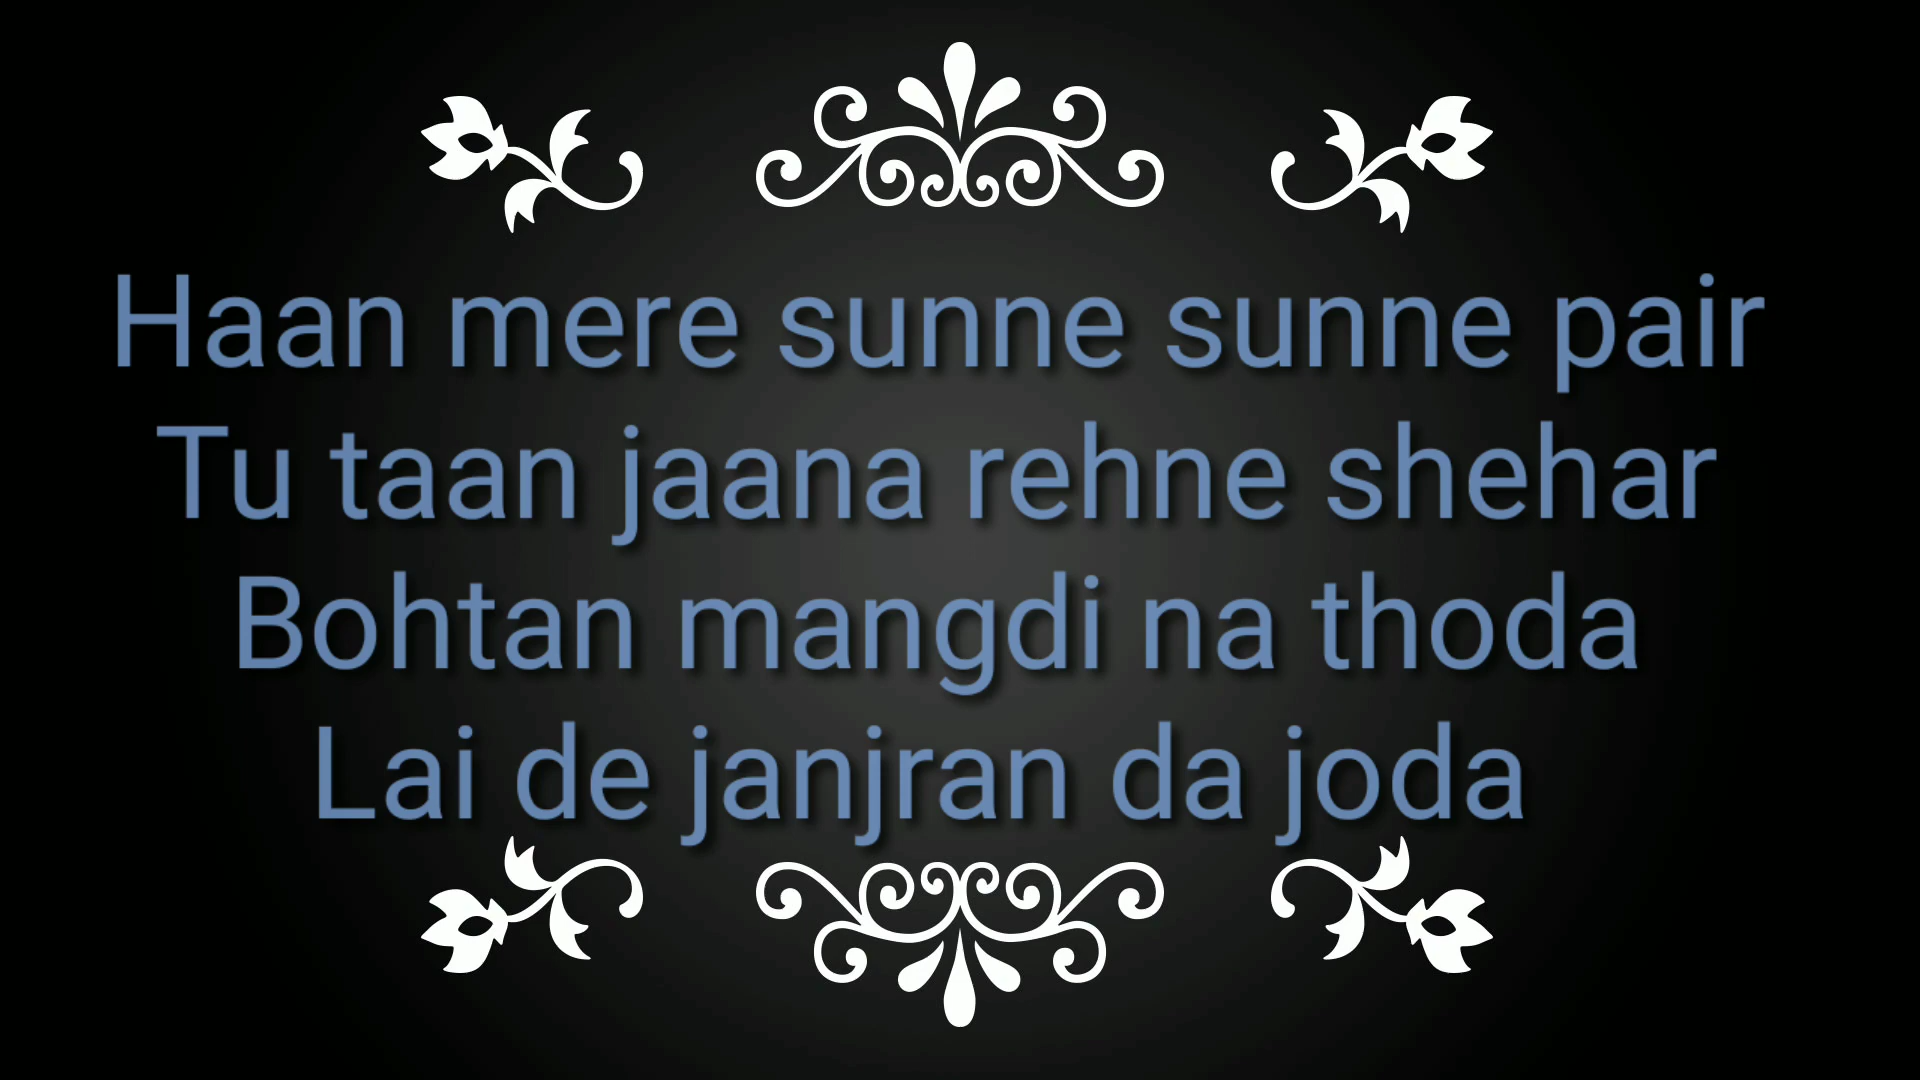 Haan mere sunne sunne pair
Tu taan jaana rehne shehar
Bohtan mangdi na thoda
Lai de janjran da joda